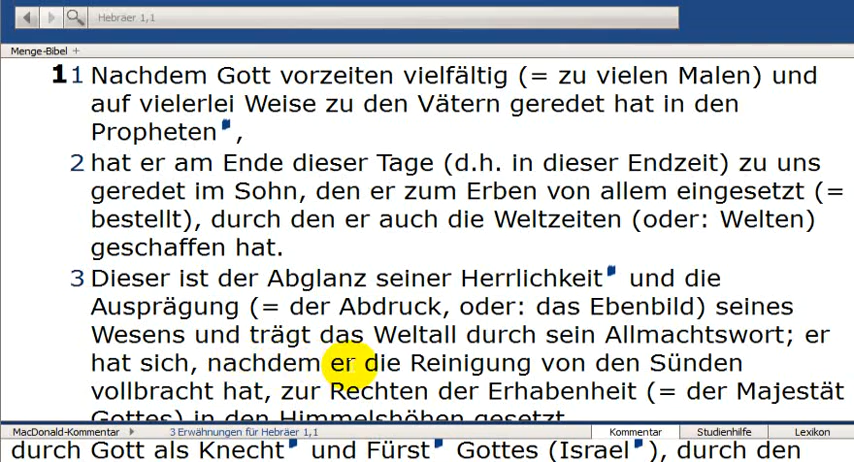 Hebräer 1,1
Menge-Bibel +
1 1 Nachdem Gott vorzeiten vielfältig (= zu vielen Malen) und
auf vielerlei Weise zu den Vätern geredet hat in den
Propheten ,
2 hat er am Ende dieser Tage (d.h. in dieser Endzeit) zu uns
geredet im Sohn, den er zum Erben von allem eingesetzt (=
bestellt), durch den er auch die Weltzeiten (oder: Welten)
geschaffen hat.
3 Dieser ist der Abglanz seiner Herrlichkeit und die
Ausprägung (= der Abdruck, oder: das Ebenbild) seines
Wesens und trägt das Weltall durch sein Allmachtswort; er
hat sich, nachdem er die Reinigung von den Sünden
vollbracht hat, zur Rechten der Erhabenheit (= der Majestät
Gottes) in den Himmelshöhen gesetzt
MacDonald-Kommentar 3 Erwähnungen für Hebräer 1,1 Kommentar Studienhilfe Lexikon
durch Gott als Knecht und Fürst Gottes (Israel ), durch den